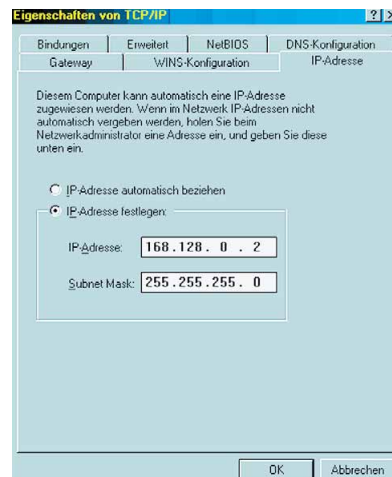 Eigenschaften von TCP/IP
Bindungen Erweitert NetBIOS DNS-Konfiguration
Gateway WINS-Konfiguration IP-Adresse
Diesem Computer kann automatisch eine IP-Adresse
zugewiesen werden. Wenn im Netzwerk IP-Adressen nicht
automatisch vergeben werden, holen Sie beim
Netzwerkadministrator eine Adresse ein, und geben Sie diese
unten ein.
IP-Adresse automatisch beziehen
IP-Adresse festlegen:
IP-Adresse: 168.128. 0 . 2
Subnet Mask: 255.255.255. 0
OK Abbrechen